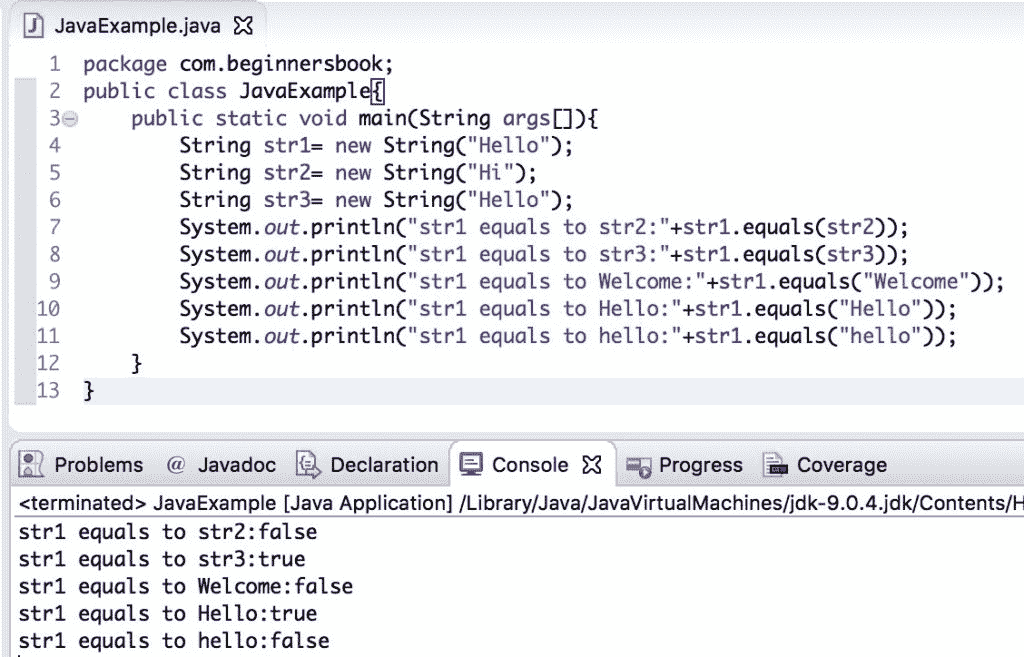 JavaExample.java
1 package com.beginnersbook;
2 public class JavaExample{
3 public static void main(String args[]){
4 String str1= new String("Hello");
5 String str2= new String("Hi");
6 String str3= new String("Hello");
7 System.out.println("str1 equals to str2:"+str1.equals(str2));
8 System.out.println("str1 equals to str3:"+str1.equals(str3));
9 System.out.println("str1 equals to Welcome:"+str1.equals("Welcome"));
10 System.out.println("str1 equals to Hello:"+str1.equals("Hello"));
11 System.out.println("str1 equals to hello:"+str1.equals("hello"));
12 }
13 }
Problems @ Javadoc Declaration Console Progress Coverage
<terminated> JavaExample [Java Application] /Library/Java/JavaVirtualMachines/jdk-9.0.4.jdk/Contents/H
str1 equals to str2:false
str1 equals to str3:true
str1 equals to Welcome:false
str1 equals to Hello:true
str1 equals to hello:false